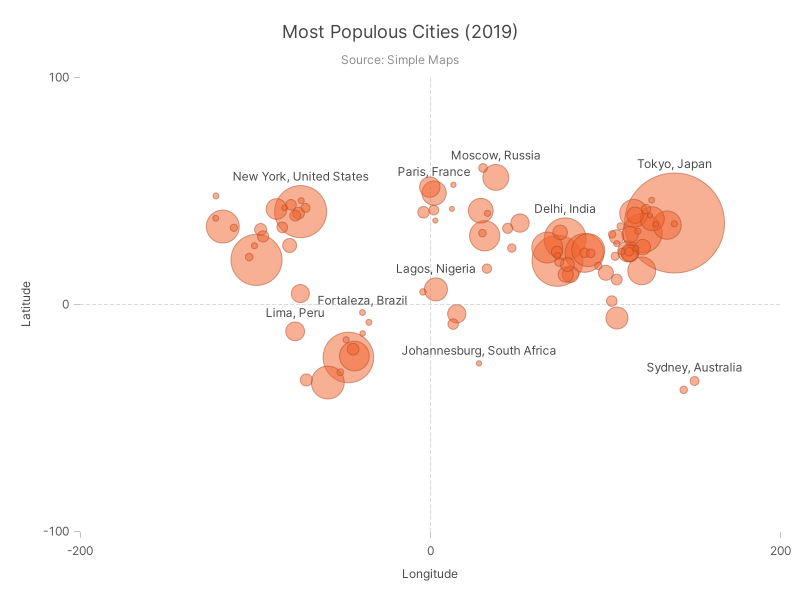 Most Populous Cities (2019)
Source: Simple Maps
100
Moscow, Russia
Tokyo, Japan
Paris, France
New York, United States
Delhi, India
Lagos, Nigeria
Latitude
0
Fortaleza, Brazil
Lima, Peru
Johannesburg, South Africa
Sydney, Australia
-100
-200
0
200
Longitude